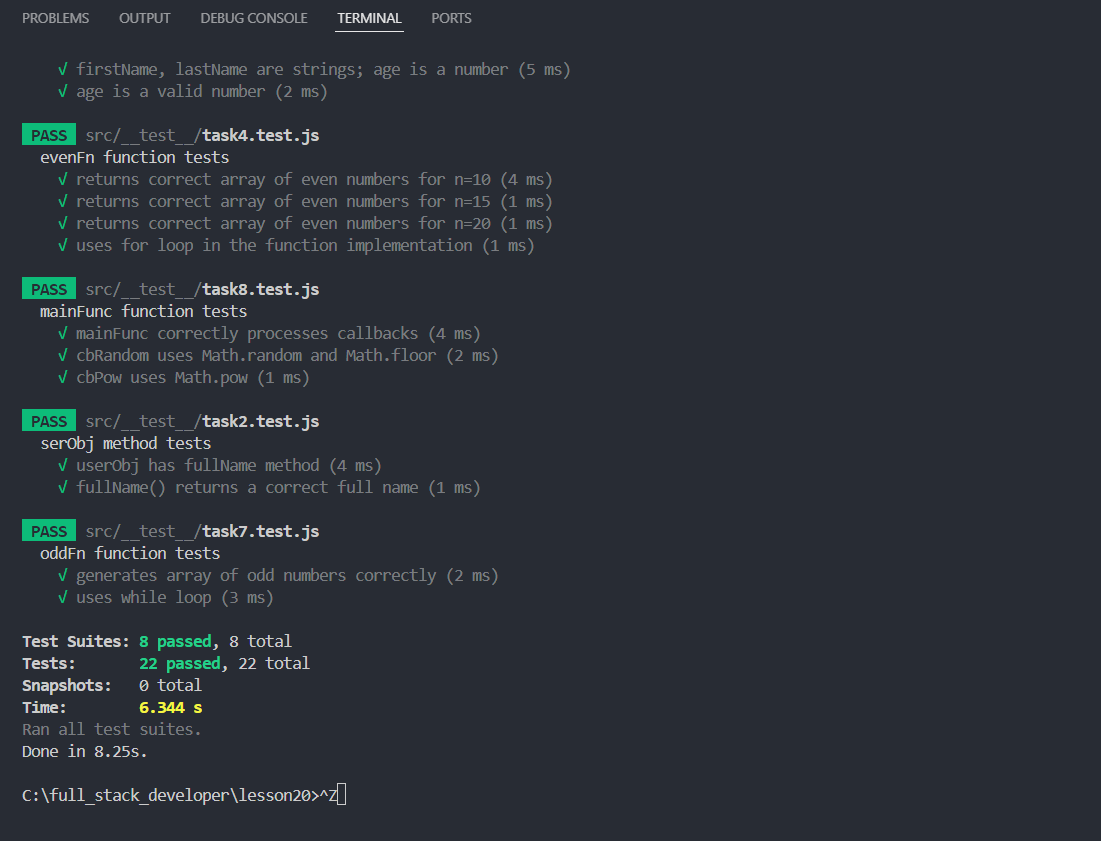 PROBLEMS OUTPUT DEBUG CONSOLE TERMINAL PORTS
√ firstName, lastName are strings; age is a number (5 ms)
√ age is a valid number (2 ms)
PASS src/__test__/task4.test.js
evenFn function tests
√ returns correct array of even numbers for n=10 (4 ms)
√ returns correct array of even numbers for n=15 (1 ms)
√ returns correct array of even numbers for n=20 (1 ms)
√ uses for loop in the function implementation (1 ms)
PASS src/__test__/task8.test.js
mainFunc function tests
√ mainFunc correctly processes callbacks (4 ms)
√ cbRandom uses Math.random and Math.floor (2 ms)
√ cbPow uses Math.pow (1 ms)
PASS src/__test__/task2.test.js
serObj method tests
√ userObj has fullName method (4 ms)
√ fullName() returns a correct full name (1 ms)
PASS src/__test__/task7.test.js
oddFn function tests
√ generates array of odd numbers correctly (2 ms)
√ uses while loop (3 ms)
Test Suites: 8 passed, 8 total
Tests: 22 passed, 22 total
Snapshots: 0 total
Time: 6.344 s
Ran all test suites.
Done in 8.25s.
C:\full_stack_developer\lesson20>^Z